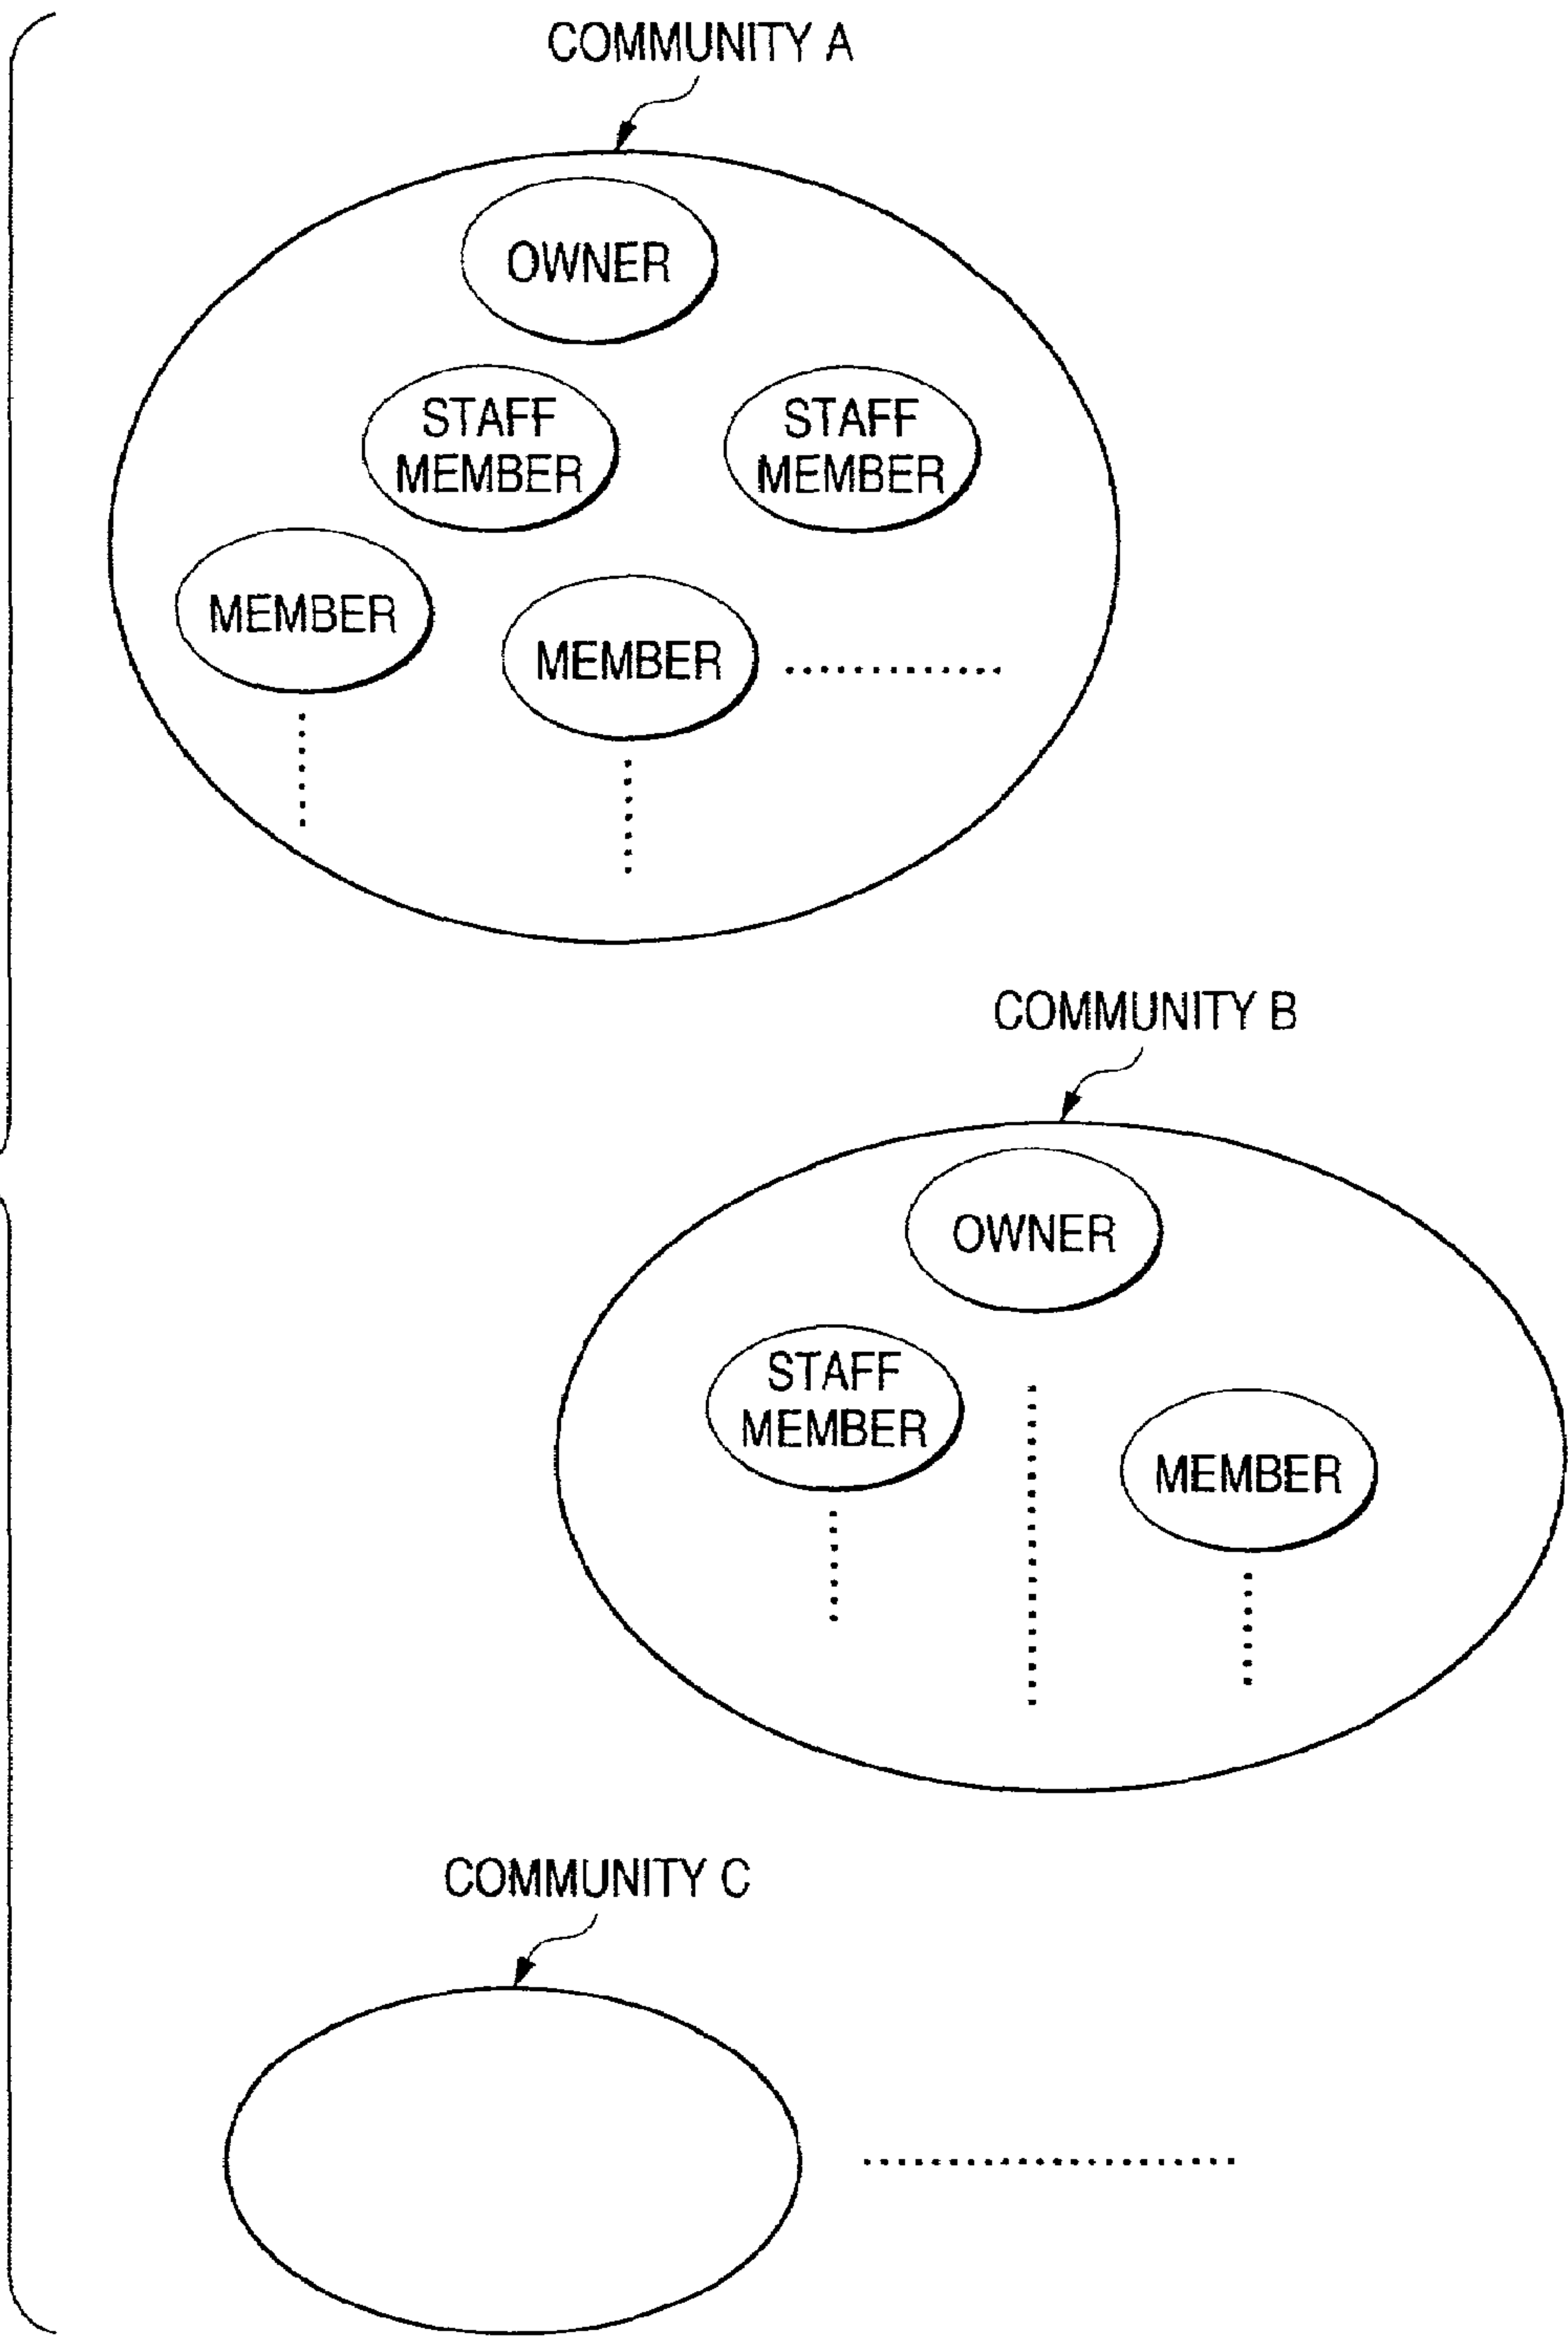 COMMUNITY A
OWNER
STAFF
MEMBER
STAFF
MEMBER
MEMBER
MEMBER
COMMUNITY B
OWNER
STAFF
MEMBER
MEMBER
COMMUNITY C